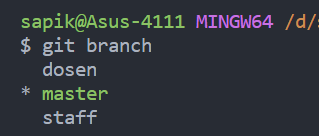 sapik@Asus-4111 MINGW64 /d/
$ git branch
dosen
* master
staff